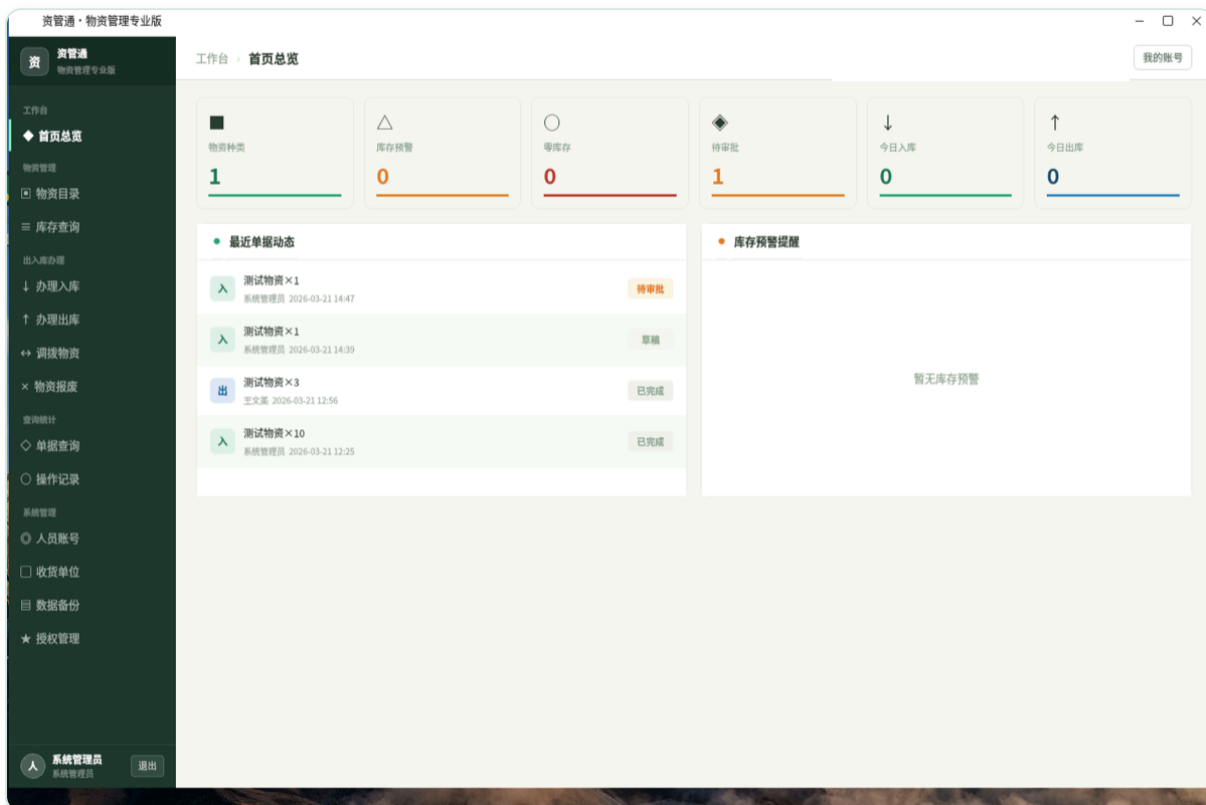 资管通·物资管理专业版
资
资管通
物资管理专业版
工作台
首页总览
物资管理
物资目录
库存查询
出入库办理
办理入库
办理出库
调拨物资
物资报废
查询统计
单据查询
操作记录
系统管理
人员账号
收货单位
数据备份
授权管理
人
系统管理员
系统管理员
退出
工作台 › 首页总览
我的账号
物资种类
1
库存预警
0
零库存
0
待审批
1
今日入库
0
今日出库
0
最近单据动态
入
测试物资×1
系统管理员 2026-03-21 14:47
待审批
入
测试物资×1
系统管理员 2026-03-21 14:39
草稿
出
测试物资×3
王文美 2026-03-21 12:56
已完成
入
测试物资×10
系统管理员 2026-03-21 12:25
已完成
库存预警提醒
暂无库存预警